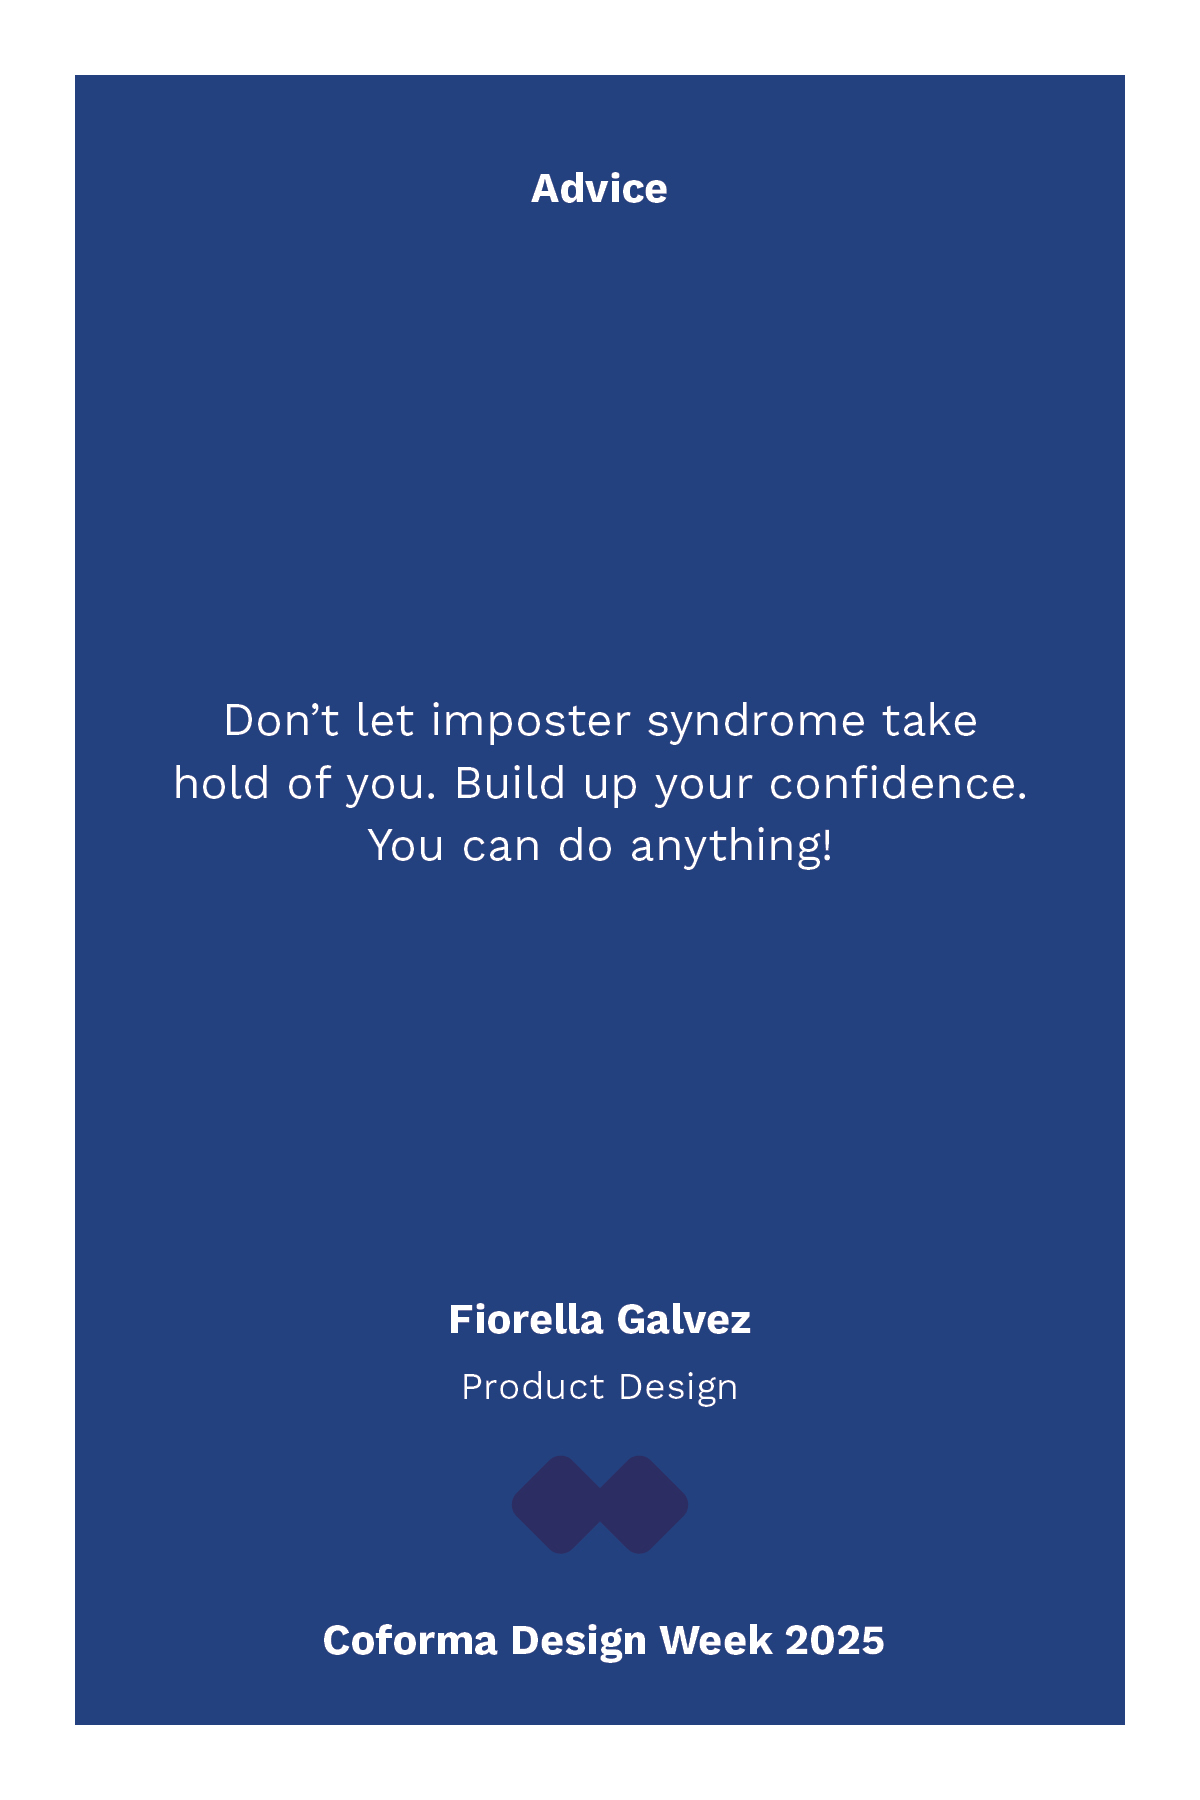 Advice
Don’t let imposter syndrome take
hold of you. Build up your confidence.
You can do anything!
Fiorella Galvez
Product Design
Coforma Design Week 2025